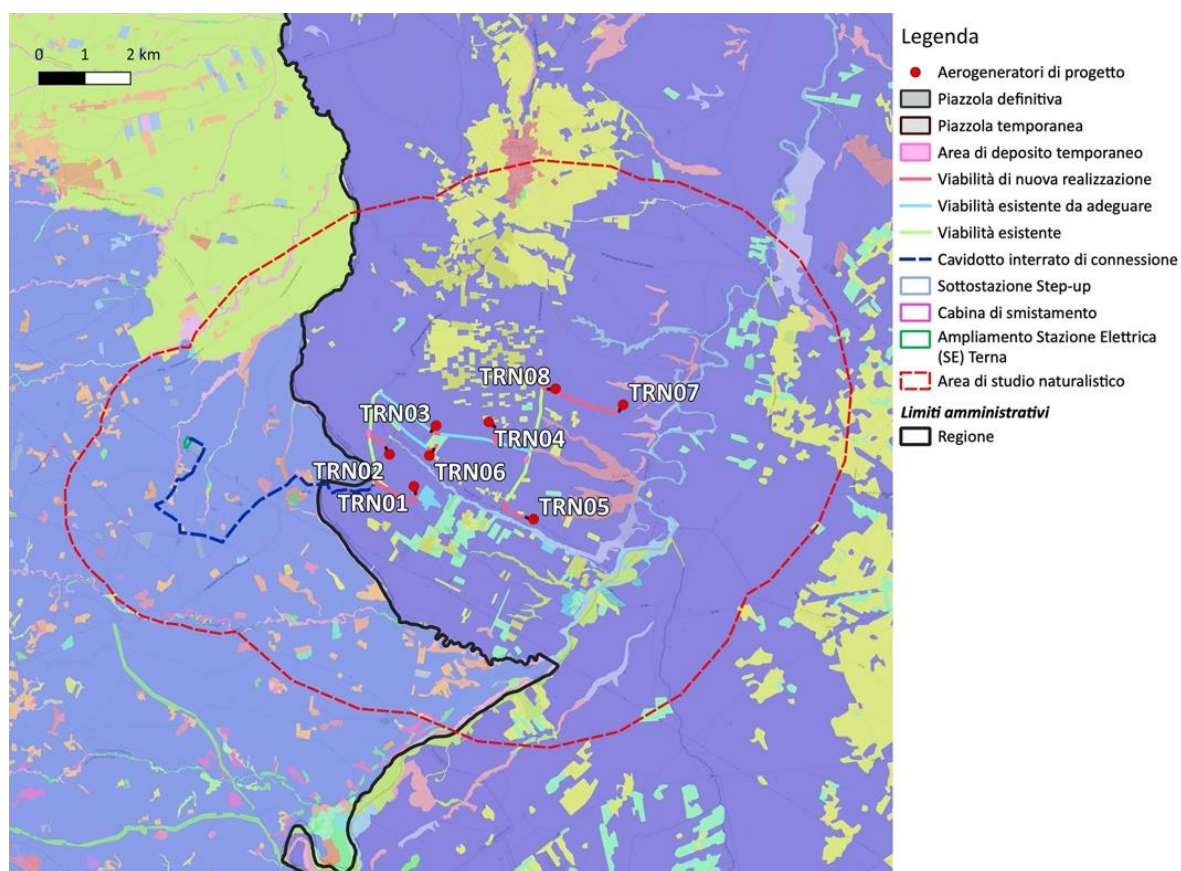 0 1 2 km
TRN08
TRN07
TRN03
TRN04
TRN02
TRN06
TRN01
TRN05
Legenda
Aerogeneratori di progetto
Piazzola definitiva
Piazzola temporanea
Area di deposito temporaneo
Viabilità di nuova realizzazione
Viabilità esistente da adeguare
Viabilità esistente
Cavidotto interrato di connessione
Sottostazione Step-up
Cabina di smistamento
Ampliamento Stazione Elettrica
(SE) Terna
Area di studio naturalistico
Limiti amministrativi
Regione